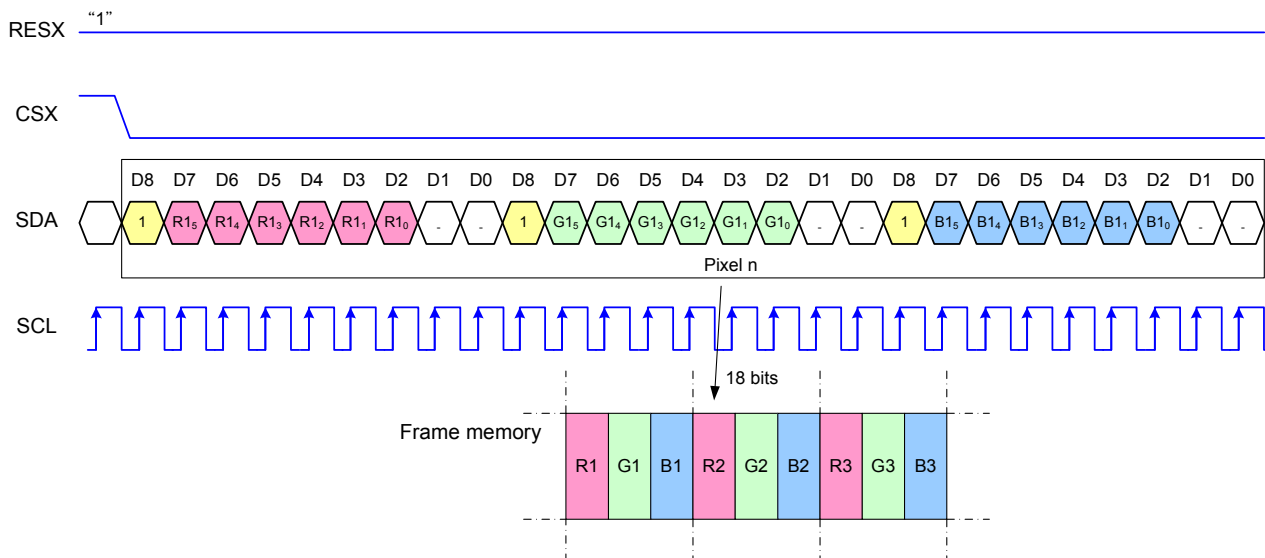 RESX “1”
CSX
D8 D7 D6 D5 D4 D3 D2 D1 D0 D8 D7 D6 D5 D4 D3 D2 D1 D0 D8 D7 D6 D5 D4 D3 D2 D1 D0
SDA 1 R1₅ R1₄ R1₃ R1₂ R1₁ R1₀ - - 1 G1₅ G1₄ G1₃ G1₂ G1₁ G1₀ - - 1 B1₅ B1₄ B1₃ B1₂ B1₁ B1₀ - -
Pixel n
SCL
18 bits
Frame memory
R1 G1 B1 R2 G2 B2 R3 G3 B3